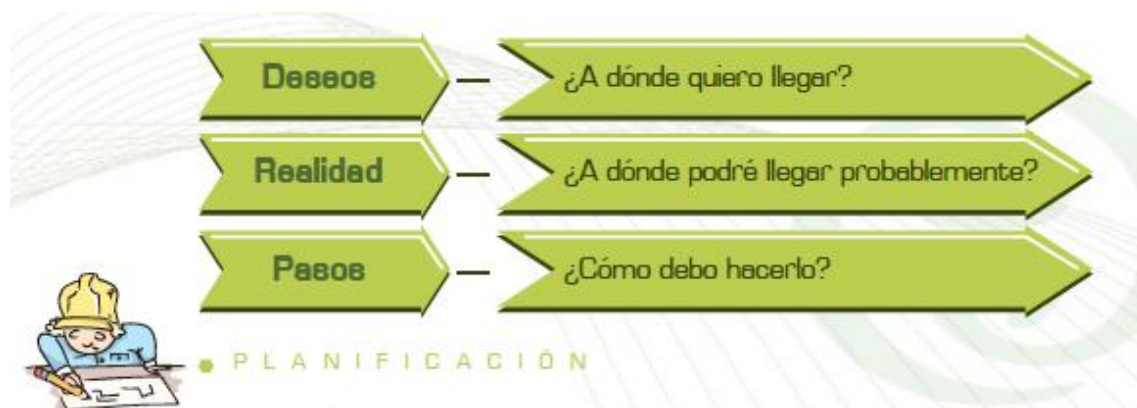 Deseos – ¿A dónde quiero llegar?
Realidad – ¿A dónde podré llegar probablemente?
Pasos – ¿Cómo debo hacerlo?
PLANIFICACIÓN